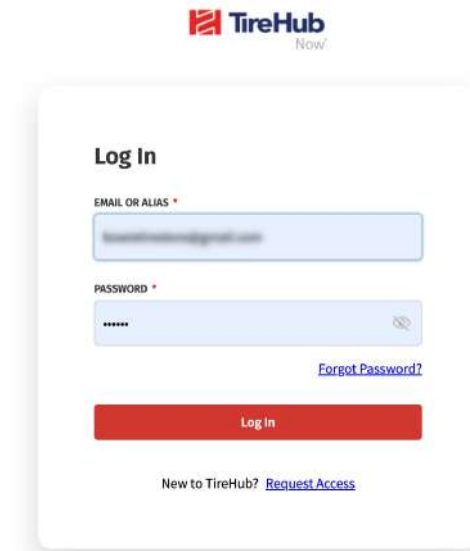 TireHub
Now
Log In
EMAIL OR ALIAS *
PASSWORD *
••••••
Forgot Password?
Log In
New to TireHub? Request Access